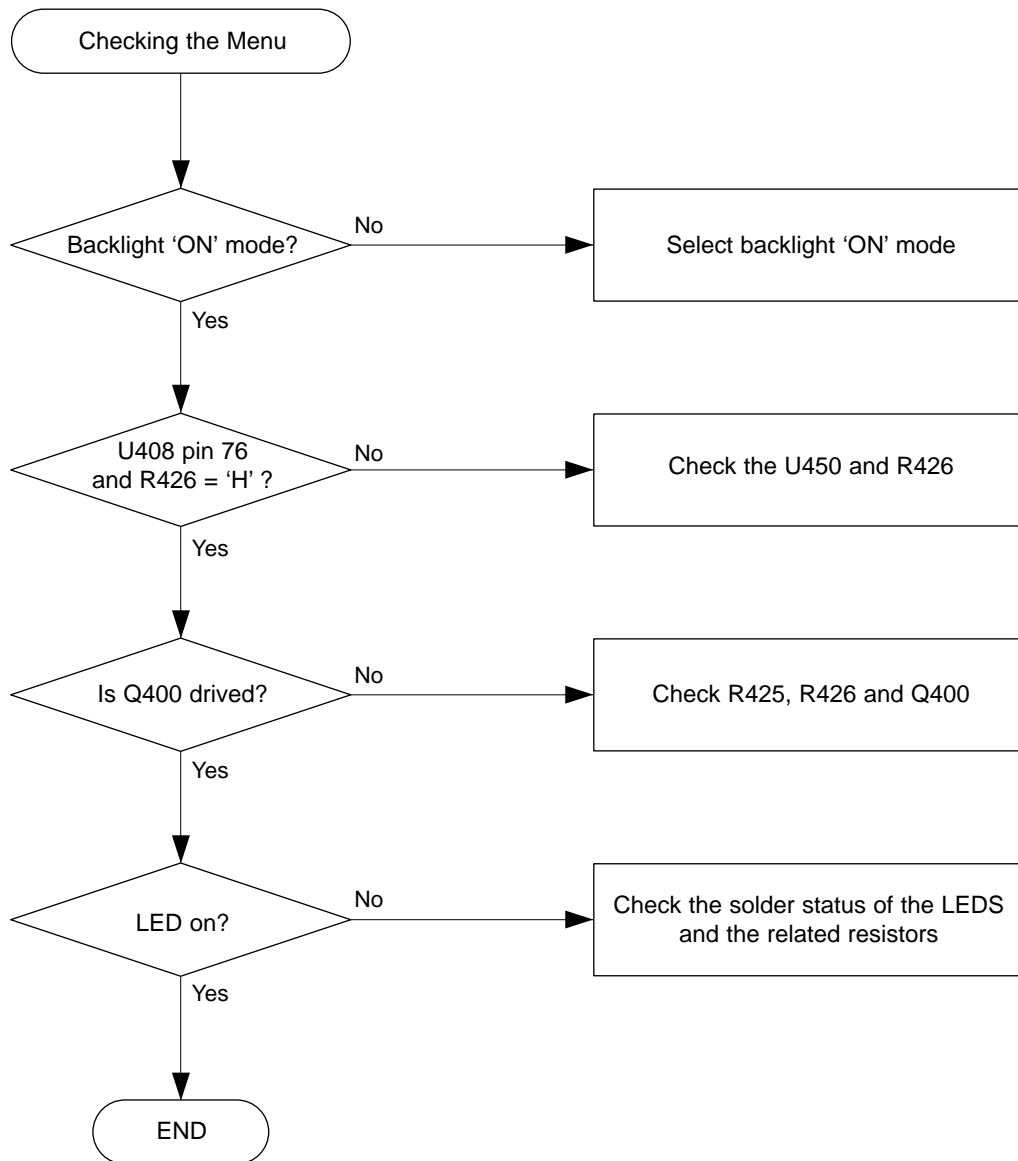 Checking the Menu
Backlight ‘ON’ mode?
No
Select backlight ‘ON’ mode
Yes
U408 pin 76
and R426 = ‘H’ ?
No
Check the U450 and R426
Yes
Is Q400 drived?
No
Check R425, R426 and Q400
Yes
LED on?
No
Check the solder status of the LEDS
and the related resistors
Yes
END